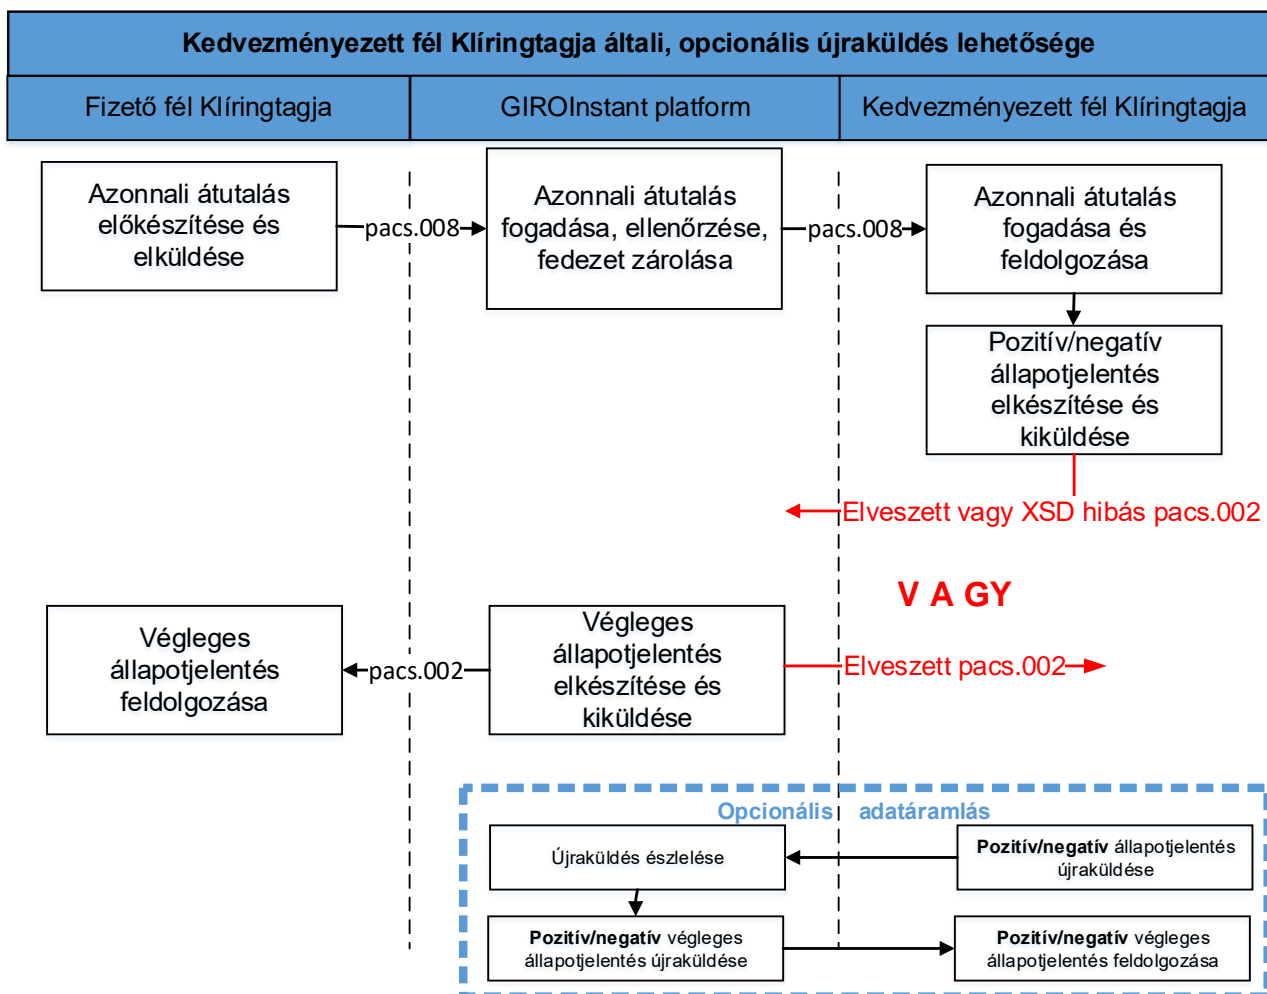 Kedvezményezett fél Klíringtagja általi, opcionális újraküldés lehetősége
Fizető fél Klíringtagja
GIROInstant platform
Kedvezményezett fél Klíringtagja
Azonnali átutalás
előkészítése és
elküldése
pacs.008
Azonnali átutalás
fogadása, ellenőrzése,
fedezet zárolása
pacs.008
Azonnali átutalás
fogadása és
feldolgozása
Pozitív/negatív
állapotjelentés
elkészítése és
kiküldése
Elveszett vagy XSD hibás pacs.002
V A GY
Végleges
állapotjelentés
feldolgozása
pacs.002
Végleges
állapotjelentés
elkészítése és
kiküldése
Elveszett pacs.002
Opcionális adatáramlás
Újraküldés észlelése
Pozitív/negatív állapotjelentés
újraküldése
Pozitív/negatív végleges
állapotjelentés újraküldése
Pozitív/negatív végleges
állapotjelentés feldolgozása